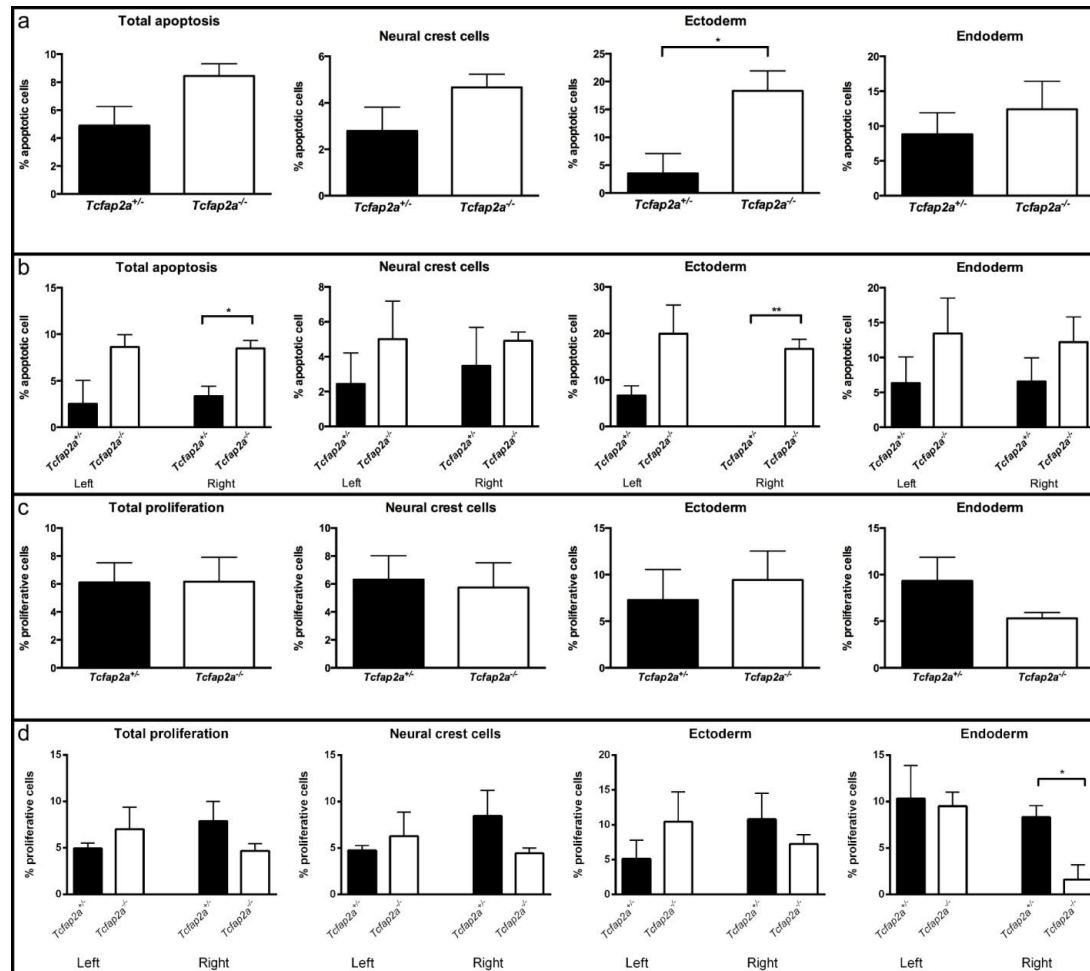 a
Total apoptosis
Neural crest cells
Ectoderm
Endoderm
% apoptotic cells
10
8
6
4
2
0
Tcfap2a+/-
Tcfap2a-/-
% apoptotic cells
6
4
2
0
Tcfap2a+/-
Tcfap2a-/-
% apoptotic cells
25
20
15
10
5
0
*
Tcfap2a+/-
Tcfap2a-/-
% apoptotic cells
20
15
10
5
0
Tcfap2a+/-
Tcfap2a-/-
b
Total apoptosis
Neural crest cells
Ectoderm
Endoderm
% apoptotic cell
15
10
5
0
*
Tcfap2a+/-
Tcfap2a-/-
Tcfap2a+/-
Tcfap2a-/-
Left
Right
% apoptotic cell
8
6
4
2
0
Tcfap2a+/-
Tcfap2a-/-
Tcfap2a+/-
Tcfap2a-/-
Left
Right
% apoptotic cell
30
20
10
0
**
Tcfap2a+/-
Tcfap2a-/-
Tcfap2a+/-
Tcfap2a-/-
Left
Right
% apoptotic cell
20
15
10
5
0
Tcfap2a+/-
Tcfap2a-/-
Tcfap2a+/-
Tcfap2a-/-
Left
Right
c
Total proliferation
Neural crest cells
Ectoderm
Endoderm
% proliferative cells
10
8
6
4
2
0
Tcfap2a+/-
Tcfap2a-/-
% proliferative cells
10
8
6
4
2
0
Tcfap2a+/-
Tcfap2a-/-
% proliferative cells
15
10
5
0
Tcfap2a+/-
Tcfap2a-/-
% proliferative cells
15
10
5
0
Tcfap2a+/-
Tcfap2a-/-
d
Total proliferation
Neural crest cells
Ectoderm
Endoderm
% proliferative cells
15
10
5
0
Tcfap2a+/-
Tcfap2a-/-
Tcfap2a+/-
Tcfap2a-/-
Left
Right
% proliferative cells
15
10
5
0
Tcfap2a+/-
Tcfap2a-/-
Tcfap2a+/-
Tcfap2a-/-
Left
Right
% proliferative cells
20
15
10
5
0
Tcfap2a+/-
Tcfap2a-/-
Tcfap2a+/-
Tcfap2a-/-
Left
Right
% proliferative cells
15
10
5
0
*
Tcfap2a+/-
Tcfap2a-/-
Tcfap2a+/-
Tcfap2a-/-
Left
Right